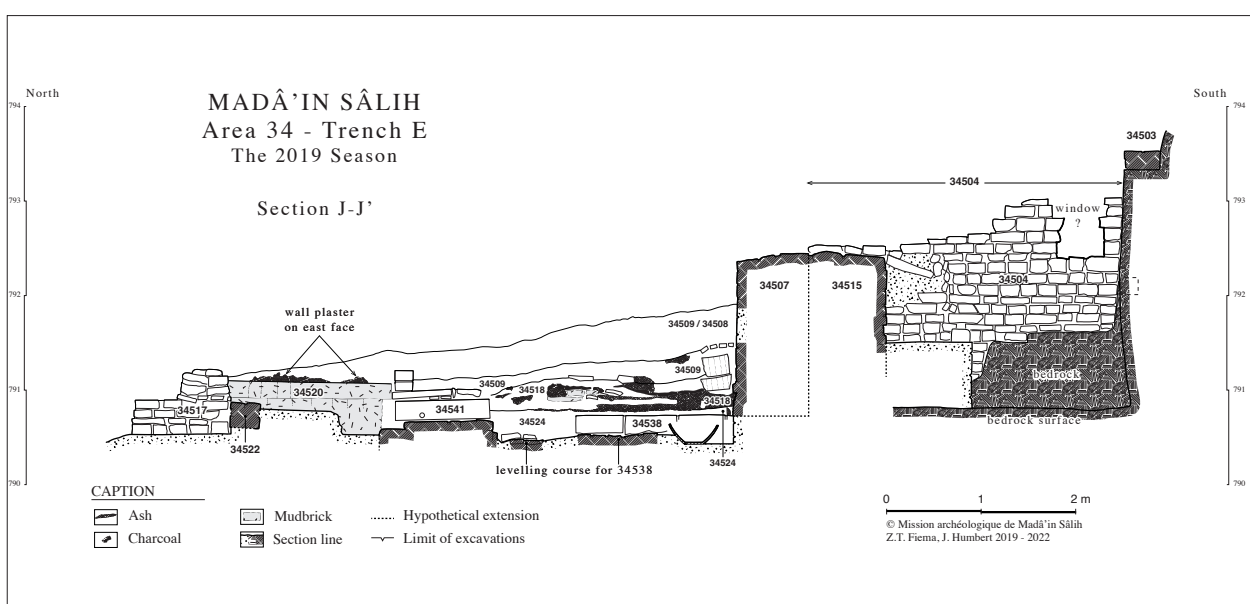 North
South
794
793
792
791
790
794
793
792
791
790
MADÂ'IN SÂLIH
Area 34 - Trench E
The 2019 Season
Section J-J'
34503
34504
window
?
34504
34507
34515
wall plaster
on east face
34509 / 34508
34509
34509
34518
34520
34518
34517
34541
34524
34538
34522
34524
levelling course for 34538
bedrock
bedrock surface
CAPTION
Ash
Charcoal
Mudbrick
Section line
Hypothetical extension
Limit of excavations
0 1 2 m
© Mission archéologique de Madâ'in Sâlih
Z.T. Fiema, J. Humbert 2019 - 2022